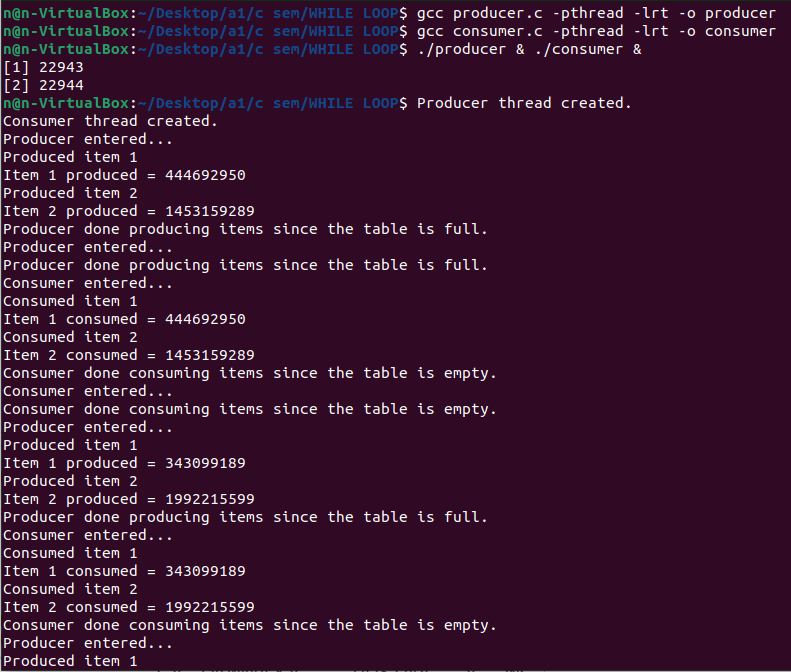 n@n-VirtualBox:~/Desktop/a1/c sem/WHILE LOOP$ gcc producer.c -pthread -lrt -o producer
n@n-VirtualBox:~/Desktop/a1/c sem/WHILE LOOP$ gcc consumer.c -pthread -lrt -o consumer
n@n-VirtualBox:~/Desktop/a1/c sem/WHILE LOOP$ ./producer & ./consumer &
[1] 22943
[2] 22944
n@n-VirtualBox:~/Desktop/a1/c sem/WHILE LOOP$ Producer thread created.
Consumer thread created.
Producer entered...
Produced item 1
Item 1 produced = 444692950
Produced item 2
Item 2 produced = 1453159289
Producer done producing items since the table is full.
Producer entered...
Producer done producing items since the table is full.
Consumer entered...
Consumed item 1
Item 1 consumed = 444692950
Consumed item 2
Item 2 consumed = 1453159289
Consumer done consuming items since the table is empty.
Consumer entered...
Consumer done consuming items since the table is empty.
Producer entered...
Produced item 1
Item 1 produced = 343099189
Produced item 2
Item 2 produced = 1992215599
Producer done producing items since the table is full.
Consumer entered...
Consumed item 1
Item 1 consumed = 343099189
Consumed item 2
Item 2 consumed = 1992215599
Consumer done consuming items since the table is empty.
Producer entered...
Produced item 1